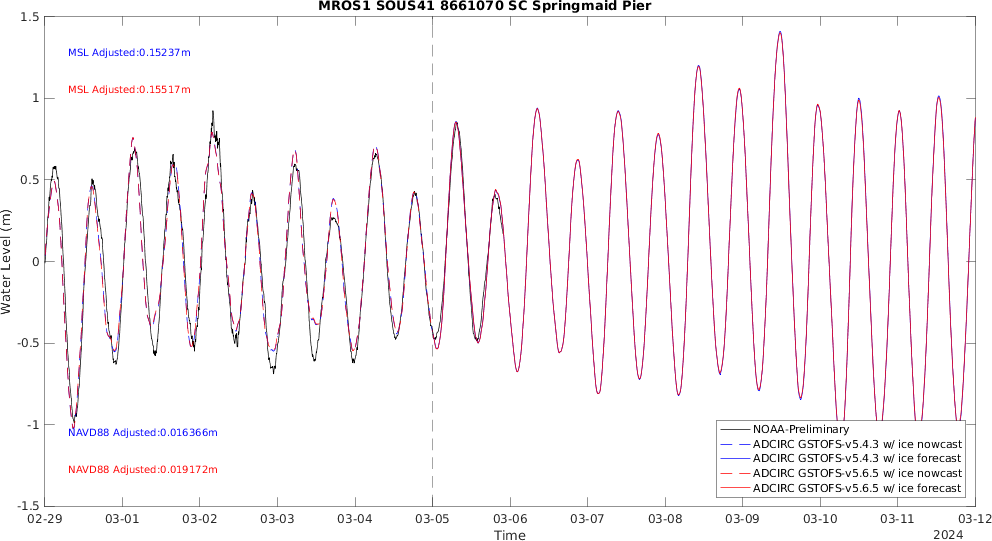 MROS1 SOUS41 8661070 SC Springmaid Pier
1.5
MSL Adjusted:0.15237m
MSL Adjusted:0.15517m
1
0.5
0
-0.5
-1
-1.5
Water Level (m)
NAVD88 Adjusted:0.016366m
NAVD88 Adjusted:0.019172m
NOAA-Preliminary
ADCIRC GSTOFS-v5.4.3 w/ ice nowcast
ADCIRC GSTOFS-v5.4.3 w/ ice forecast
ADCIRC GSTOFS-v5.6.5 w/ ice nowcast
ADCIRC GSTOFS-v5.6.5 w/ ice forecast
02-29 03-01 03-02 03-03 03-04 03-05 03-06 03-07 03-08 03-09 03-10 03-11 03-12
Time
2024